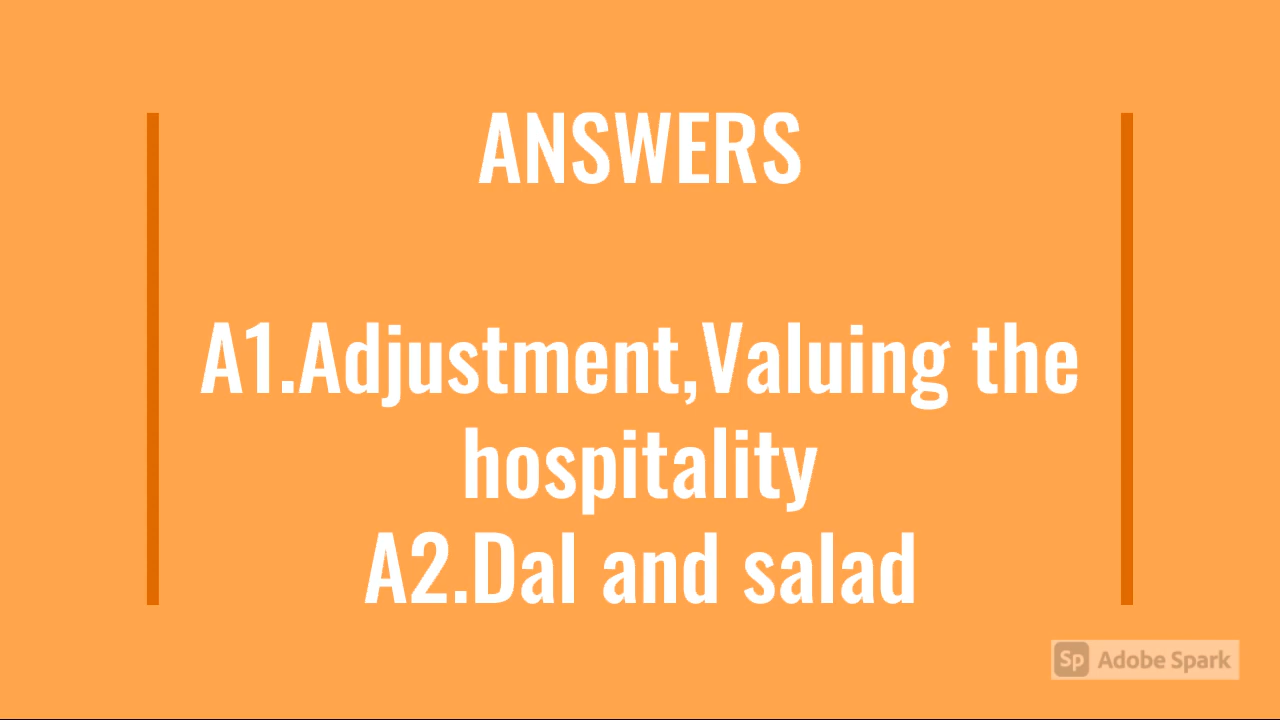 ANSWERS
A1.Adjustment,Valuing the
hospitality
A2.Dal and salad
Sp Adobe Spark